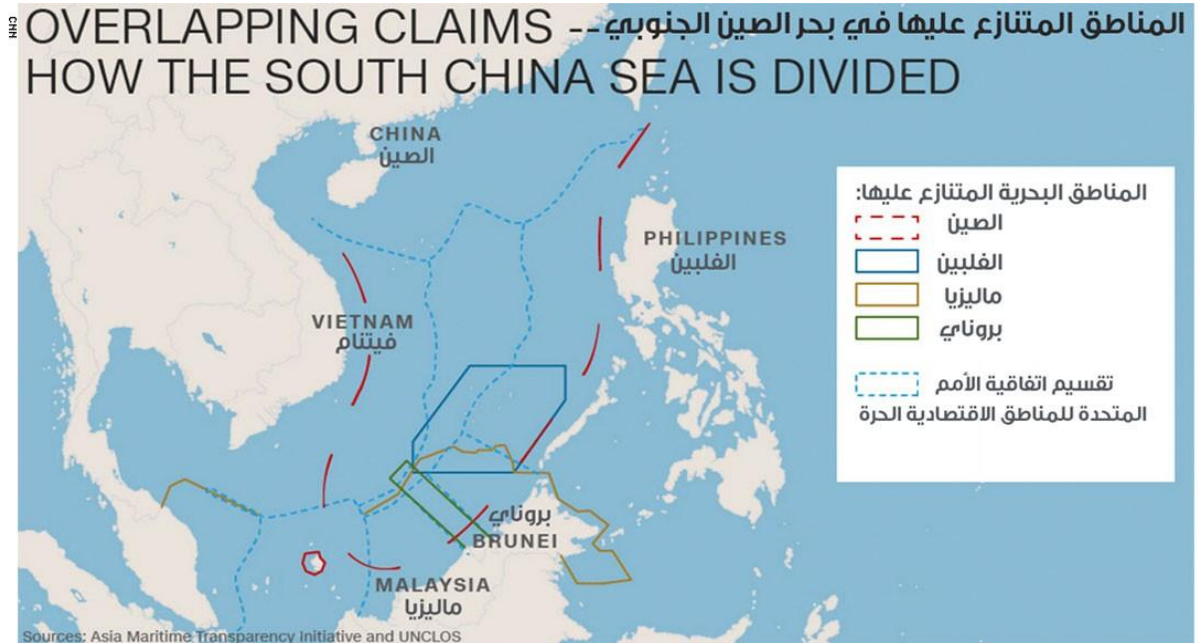 CNN
OVERLAPPING CLAIMS -- المناطق المتنازع عليها في بحر الصين الجنوبي
HOW THE SOUTH CHINA SEA IS DIVIDED
CHINA
الصين
PHILIPPINES
الفلبين
VIETNAM
فيتنام
بروناي
BRUNEI
MALAYSIA
ماليزيا
المناطق البحرية المتنازع عليها:
الصين
الفلبين
ماليزيا
بروناي
تقسيم اتفاقية الأمم
المتحدة للمناطق الاقتصادية الحرة
Sources: Asia Maritime Transparency Initiative and UNCLOS